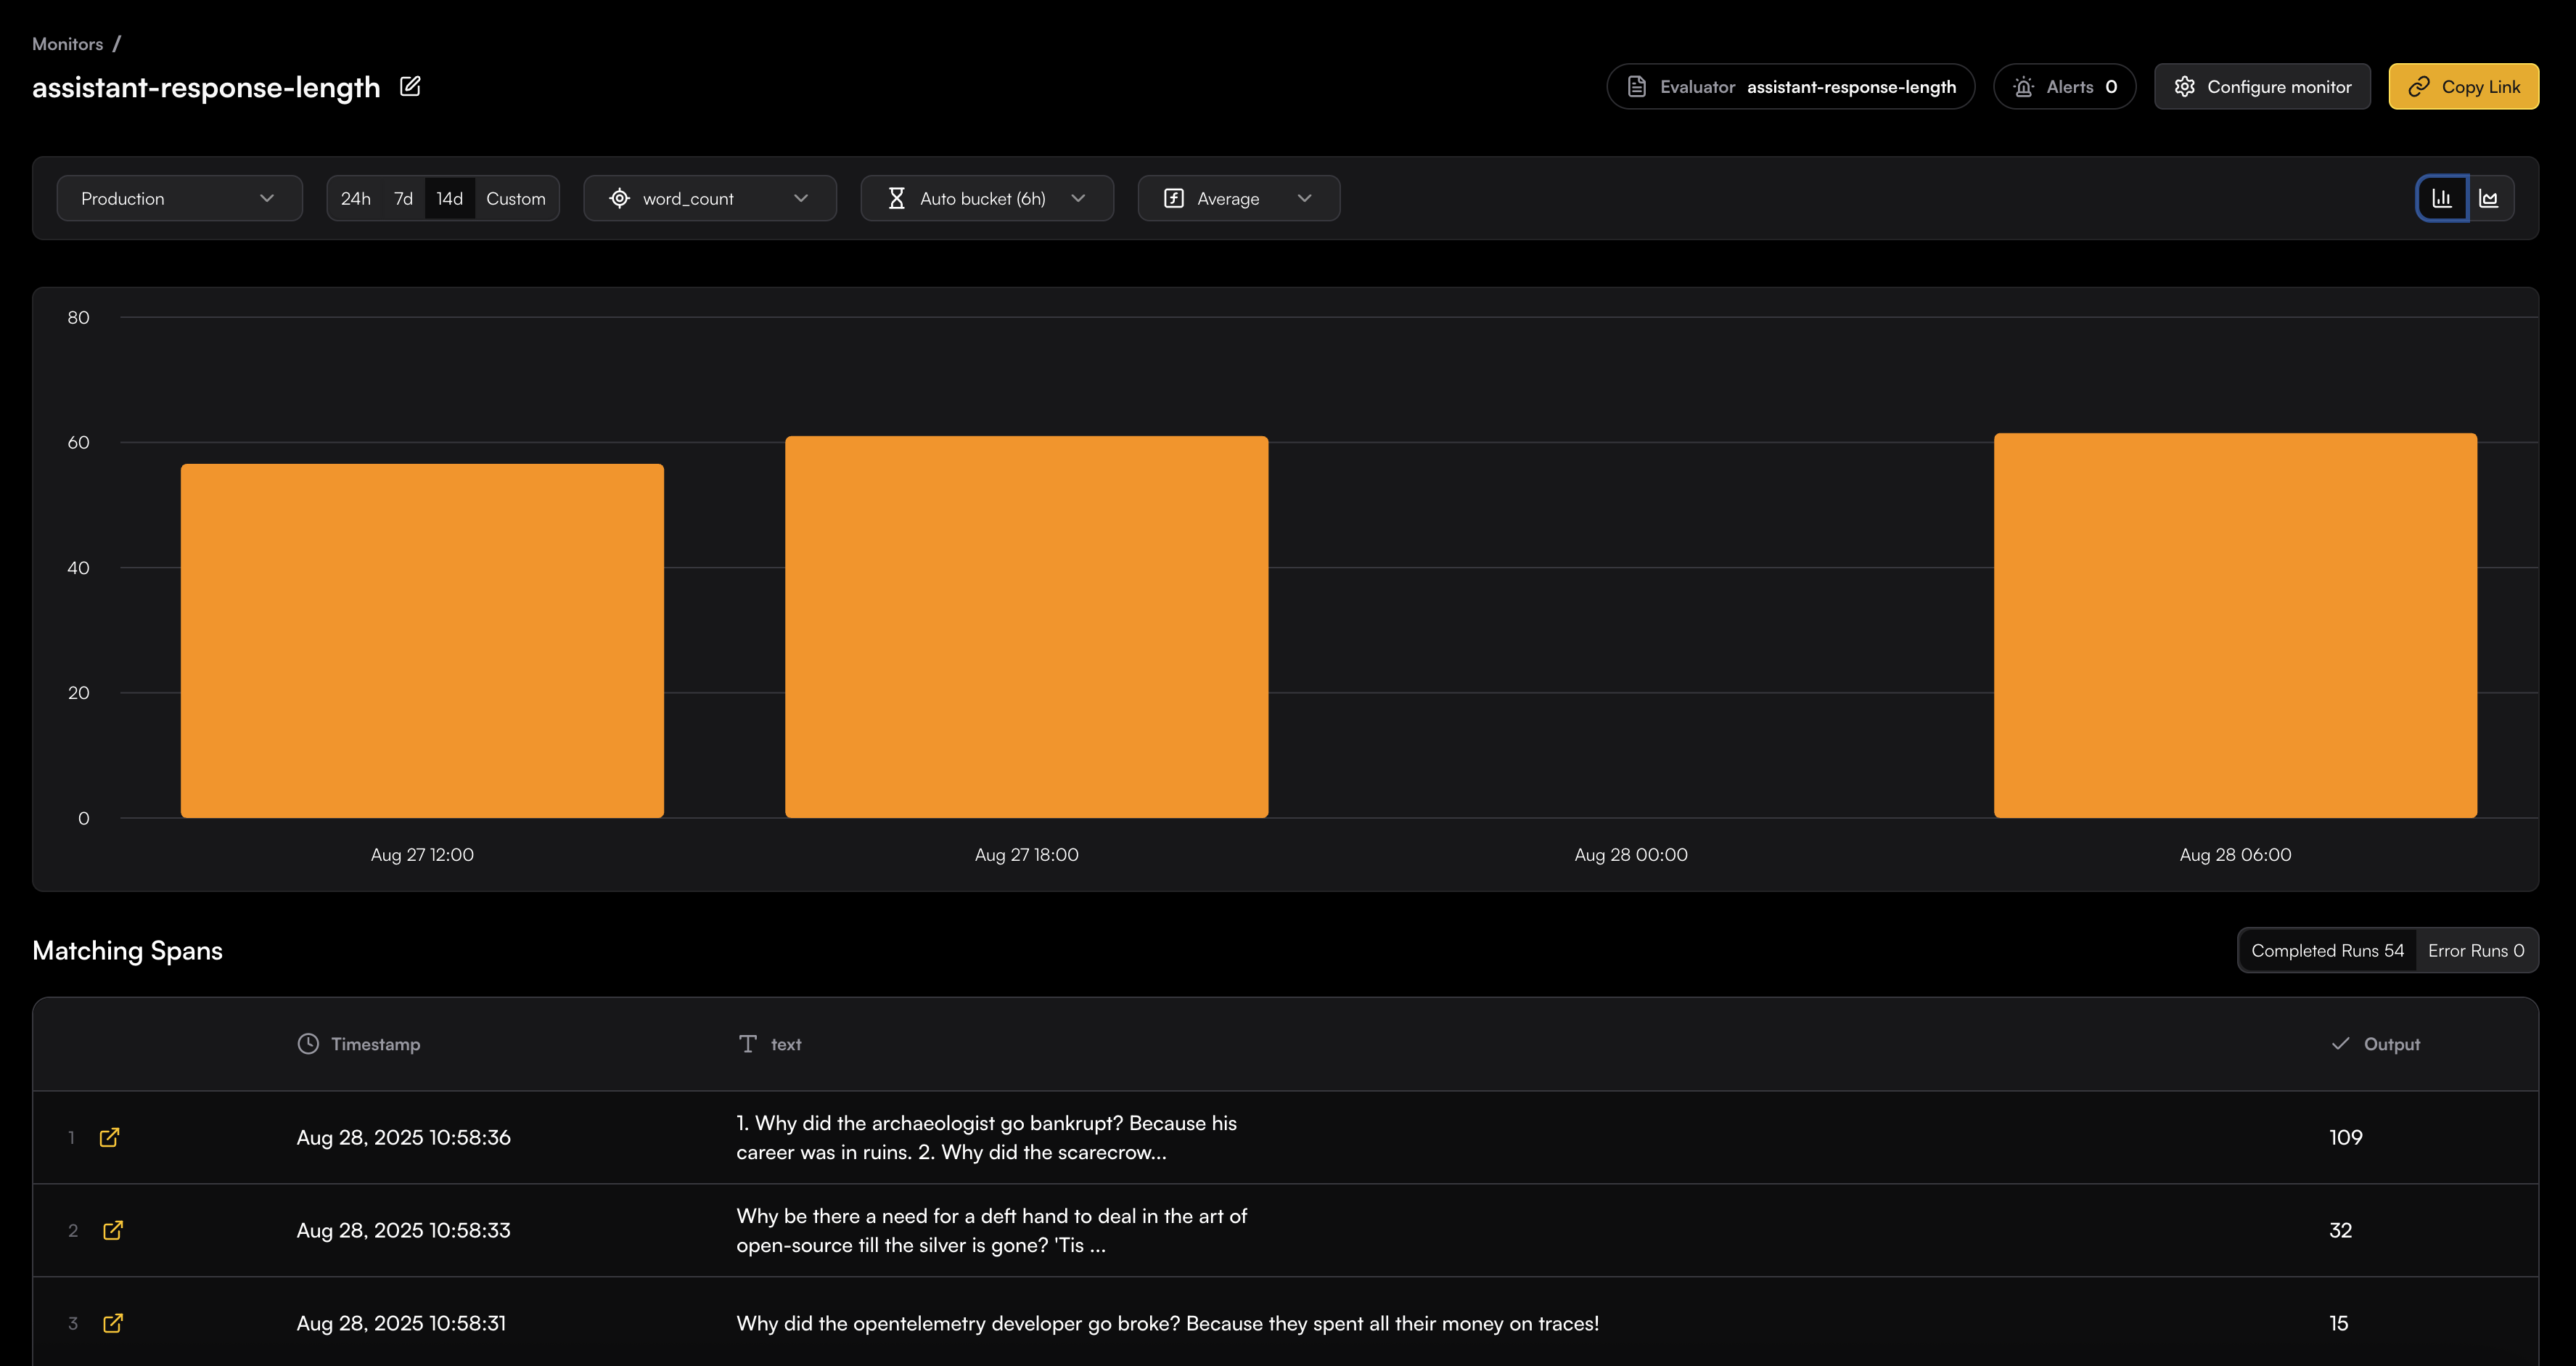 Monitors /
assistant-response-length
Evaluator assistant-response-length
Alerts 0
Configure monitor
Copy Link
Production
24h 7d 14d Custom
word_count
Auto bucket (6h)
Average
80
60
40
20
0
Aug 27 12:00
Aug 27 18:00
Aug 28 00:00
Aug 28 06:00
Matching Spans
Completed Runs 54
Error Runs 0
Timestamp
text
Output
1
Aug 28, 2025 10:58:36
1. Why did the archaeologist go bankrupt? Because his
career was in ruins. 2. Why did the scarecrow...
109
2
Aug 28, 2025 10:58:33
Why be there a need for a deft hand to deal in the art of
open-source till the silver is gone? 'Tis ...
32
3
Aug 28, 2025 10:58:31
Why did the opentelemetry developer go broke? Because they spent all their money on traces!
15